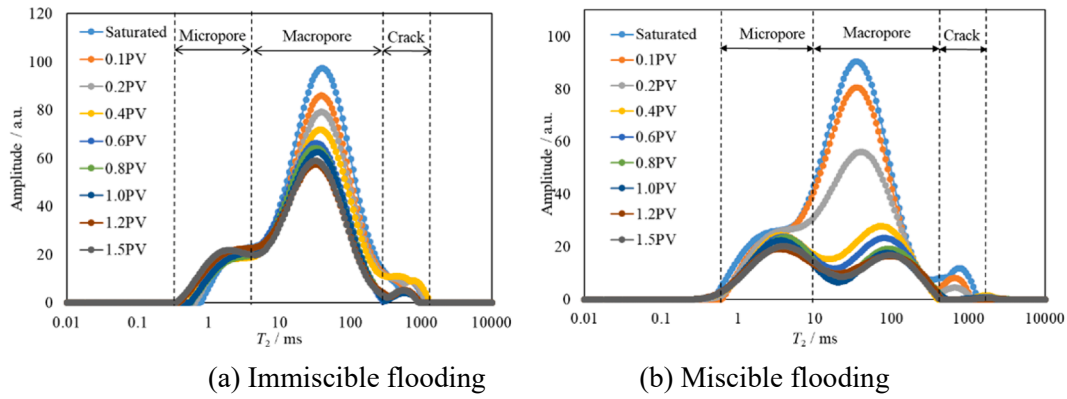 120
100
80
60
40
20
0
Amplitude / a.u.
Saturated
0.1PV
0.2PV
0.4PV
0.6PV
0.8PV
1.0PV
1.2PV
1.5PV
Micropore
Macropore
Crack
0.01 0.1 1 10 100 1000 10000
T2 / ms
(a) Immiscible flooding
100
80
60
40
20
0
Amplitude / a.u.
Saturated
0.1PV
0.2PV
0.4PV
0.6PV
0.8PV
1.0PV
1.2PV
1.5PV
Micropore
Macropore
Crack
0.01 0.1 1 10 100 1000 10000
T2 / ms
(b) Miscible flooding